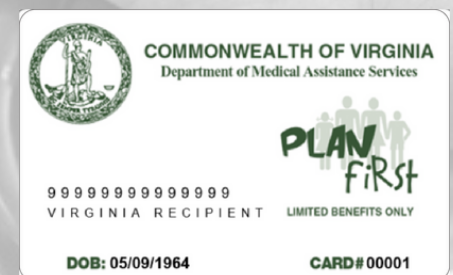 COMMONWEALTH OF VIRGINIA
Department of Medical Assistance Services
PLAN
FiRSt
99999999999999
VIRGINIA RECIPIENT
LIMITED BENEFITS ONLY
DOB: 05/09/1964
CARD# 00001